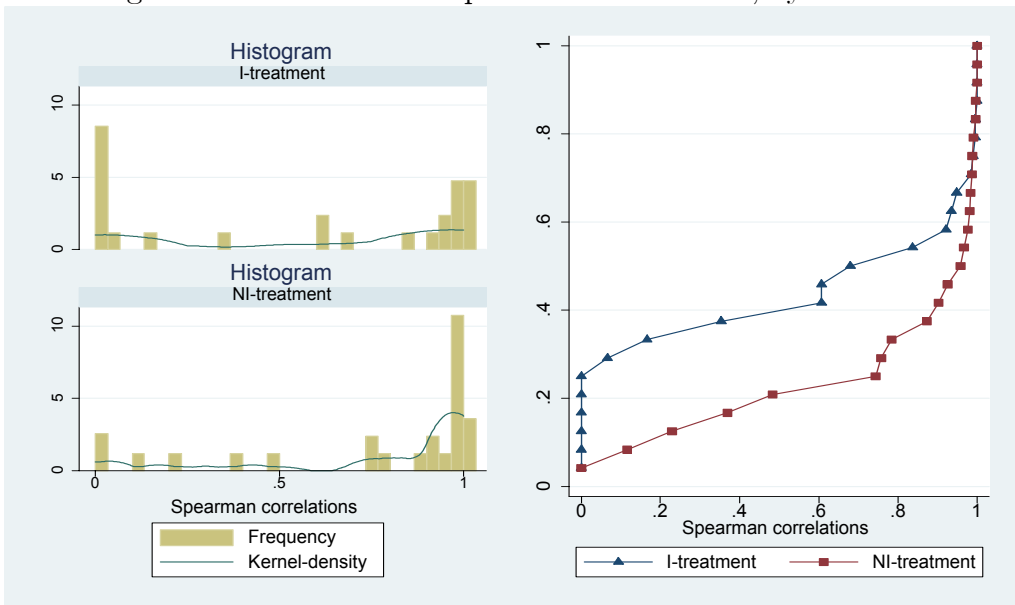 Histogram
I-treatment
10
5
0
Histogram
NI-treatment
10
5
0
0 .5 1
Spearman correlations
Frequency
Kernel-density
1
.8
.6
.4
.2
0
0 .2 .4 .6 .8 1
Spearman correlations
I-treatment NI-treatment